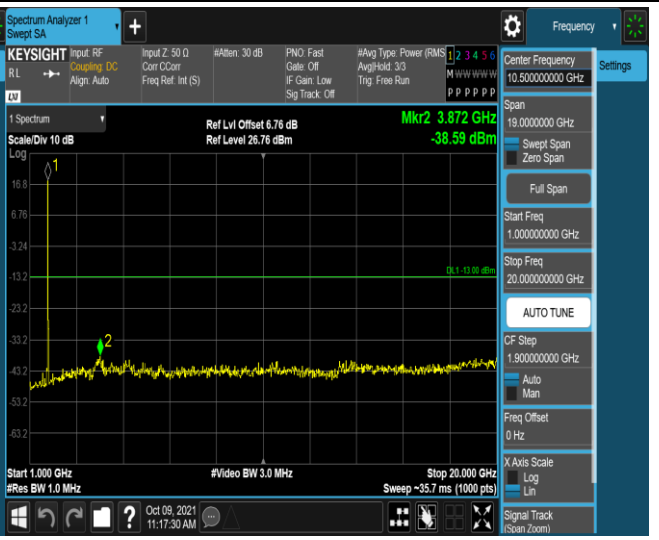 Spectrum Analyzer 1
Swept SA
Frequency
KEYSIGHT
RL
LXI
Input: RF
Coupling: DC
Align: Auto
Input Z: 50 Ω
Corr CCorr
Freq Ref: Int (S)
#Atten: 30 dB
PNO: Fast
Gate: Off
IF Gain: Low
Sig Track: Off
#Avg Type: Power (RMS
Avg|Hold: 3/3
Trig: Free Run
1 2 3 4 5 6
M W W W W W
P P P P P P
Center Frequency
10.500000000 GHz
Settings
Span
19.0000000 GHz
Swept Span
Zero Span
Full Span
Start Freq
1.000000000 GHz
Stop Freq
20.000000000 GHz
AUTO TUNE
CF Step
1.900000000 GHz
Auto
Man
Freq Offset
0 Hz
X Axis Scale
Log
Lin
Signal Track
(Span Zoom)
1 Spectrum
Scale/Div 10 dB
Log
Ref Lvl Offset 6.76 dB
Ref Level 26.76 dBm
Mkr2 3.872 GHz
-38.59 dBm
1
16.8
6.76
-3.24
-13.2
DL1 -13.00 dBm
-23.2
-33.2
2
-43.2
-53.2
-63.2
Start 1.000 GHz
#Video BW 3.0 MHz
Stop 20.000 GHz
#Res BW 1.0 MHz
Sweep ~35.7 ms (1000 pts)
?
Oct 09, 2021
11:17:30 AM